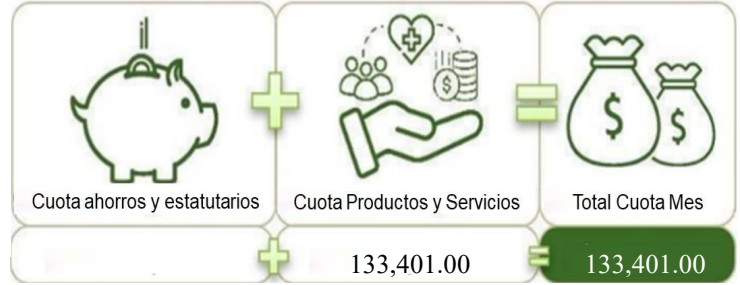 Cuota ahorros y estatutarios
Cuota Productos y Servicios
Total Cuota Mes
133,401.00
133,401.00